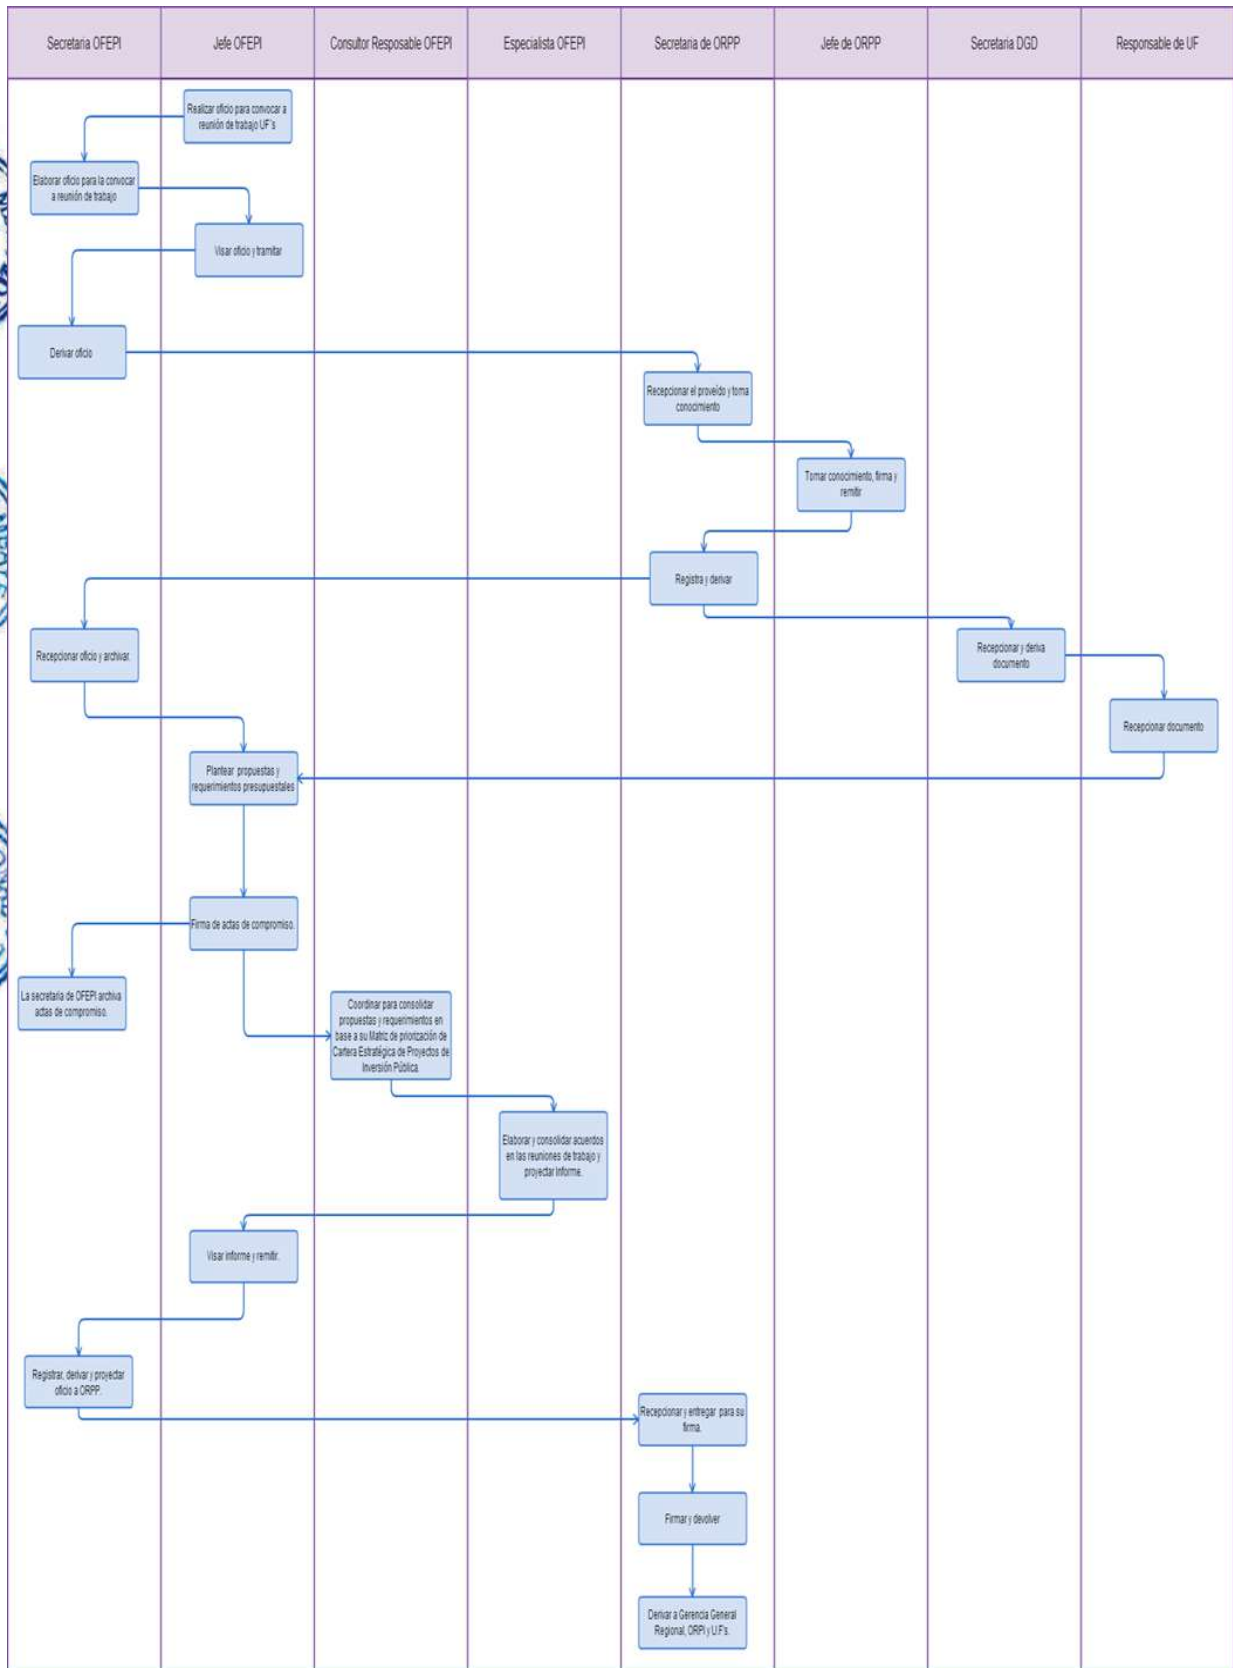 Secretaria OFEPI
Jefe OFEPI
Consultor Resposable OFEPI
Especialista OFEPI
Secretaria de ORPP
Jefe de ORPP
Secretaria DGD
Responsable de UF
Realizar oficio para convocar a
reunión de trabajo UF´s
Elaborar oficio para la convocar
a reunión de trabajo
Visar oficio y tramitar
Derivar oficio
Recepcionar el proveído y toma
conocimiento
Tomar conocimiento, firma y
remitir
Registra y derivar
Recepcionar oficio y archivar.
Recepcionar y deriva
documento
Recepcionar documento
Plantear propuestas y
requerimientos presupuestales
Firma de actas de compromiso.
La secretaria de OFEPI archiva
actas de compromiso.
Coordinar para consolidar
propuestas y requerimientos en
base a su Matriz de priorización de
Cartera Estratégica de Proyectos de
Inversión Pública.
Elaborar y consolidar acuerdos
en las reuniones de trabajo y
proyectar Informe.
Visar informe y remitir.
Registrar, derivar y proyectar
oficio a ORPP.
Recepcionar y entregar para su
firma.
Firmar y devolver
Derivar a Gerencia General
Regional, ORPI y U.F's.